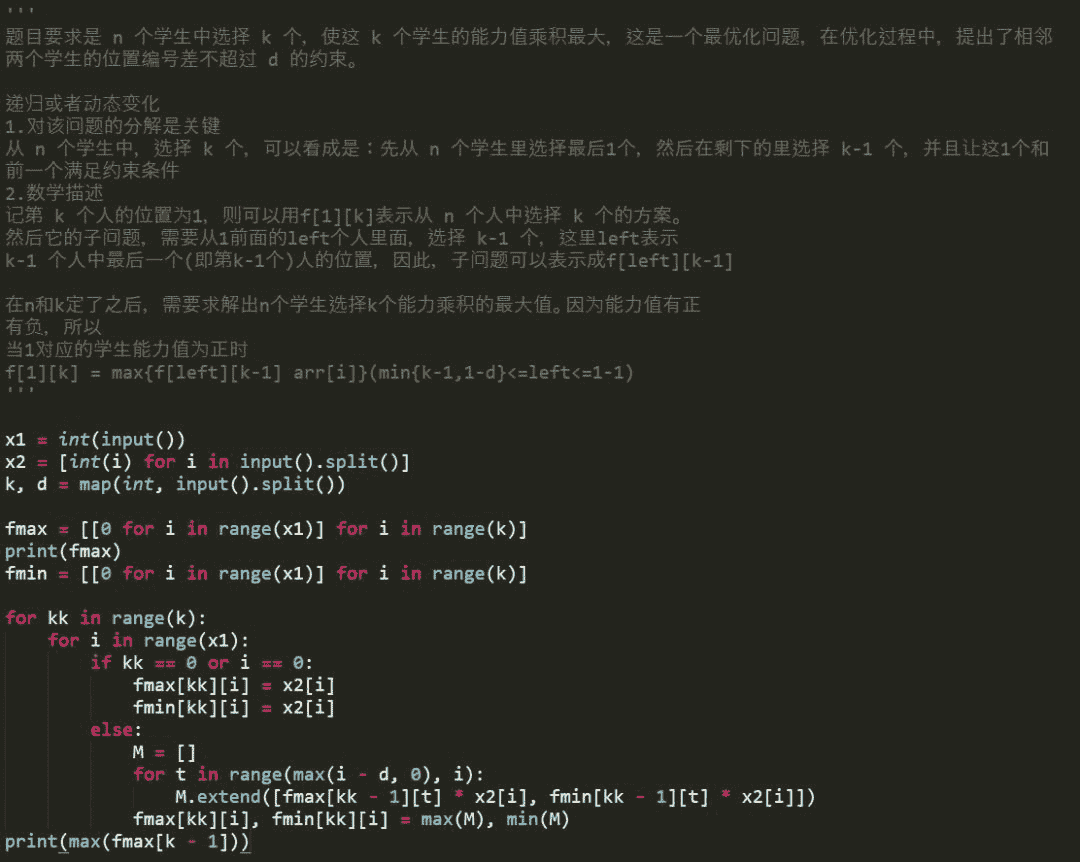 '''
题目要求是 n 个学生中选择 k 个, 使这 k 个学生的能力值乘积最大, 这是一个最优化问题, 在优化过程中, 提出了相邻
两个学生的位置编号差不超过 d 的约束。

递归或者动态变化
1.对该问题的分解是关键
从 n 个学生中, 选择 k 个, 可以看成是：先从 n 个学生里选择最后1个, 然后在剩下的里选择 k-1 个, 并且让这1个和
前一个满足约束条件
2.数学描述
记第 k 个人的位置为1, 则可以用f[1][k]表示从 n 个人中选择 k 个的方案。
然后它的子问题, 需要从1前面的left个人里面, 选择 k-1 个, 这里left表示
k-1 个人中最后一个(即第k-1个)人的位置, 因此, 子问题可以表示成f[left][k-1]

在n和k定了之后, 需要求解出n个学生选择k个能力乘积的最大值。因为能力值有正
有负, 所以
当1对应的学生能力值为正时
f[1][k] = max{f[left][k-1] arr[i]}(min{k-1,1-d}<=left<=1-1)
'''

x1 = int(input())
x2 = [int(i) for i in input().split()]
k, d = map(int, input().split())

fmax = [[0 for i in range(x1)] for i in range(k)]
print(fmax)
fmin = [[0 for i in range(x1)] for i in range(k)]

for kk in range(k):
    for i in range(x1):
        if kk == 0 or i == 0:
            fmax[kk][i] = x2[i]
            fmin[kk][i] = x2[i]
        else:
            M = []
            for t in range(max(i - d, 0), i):
                M.extend([fmax[kk - 1][t] * x2[i], fmin[kk - 1][t] * x2[i]])
            fmax[kk][i], fmin[kk][i] = max(M), min(M)
print(max(fmax[k - 1]))